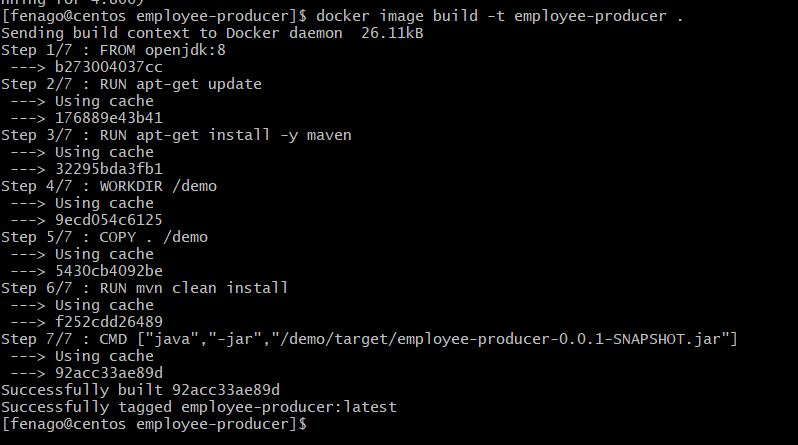 [fenago@centos employee-producer]$ docker image build -t employee-producer .
Sending build context to Docker daemon  26.11kB
Step 1/7 : FROM openjdk:8
 ---> b273004037cc
Step 2/7 : RUN apt-get update
 ---> Using cache
 ---> 176889e43b41
Step 3/7 : RUN apt-get install -y maven
 ---> Using cache
 ---> 32295bda3fb1
Step 4/7 : WORKDIR /demo
 ---> Using cache
 ---> 9ecd054c6125
Step 5/7 : COPY . /demo
 ---> Using cache
 ---> 5430cb4092be
Step 6/7 : RUN mvn clean install
 ---> Using cache
 ---> f252cdd26489
Step 7/7 : CMD ["java","-jar","/demo/target/employee-producer-0.0.1-SNAPSHOT.jar"]
 ---> Using cache
 ---> 92acc33ae89d
Successfully built 92acc33ae89d
Successfully tagged employee-producer:latest
[fenago@centos employee-producer]$